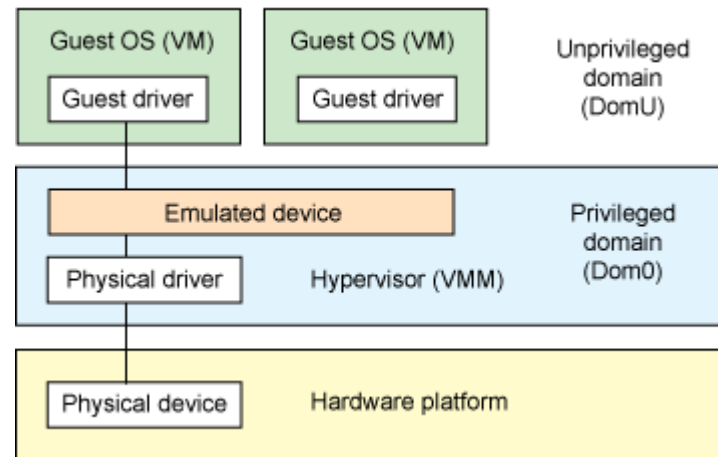 Guest OS (VM)
Guest driver
Guest OS (VM)
Guest driver
Unprivileged
domain
(DomU)
Emulated device
Physical driver
Hypervisor (VMM)
Privileged
domain
(Dom0)
Physical device
Hardware platform